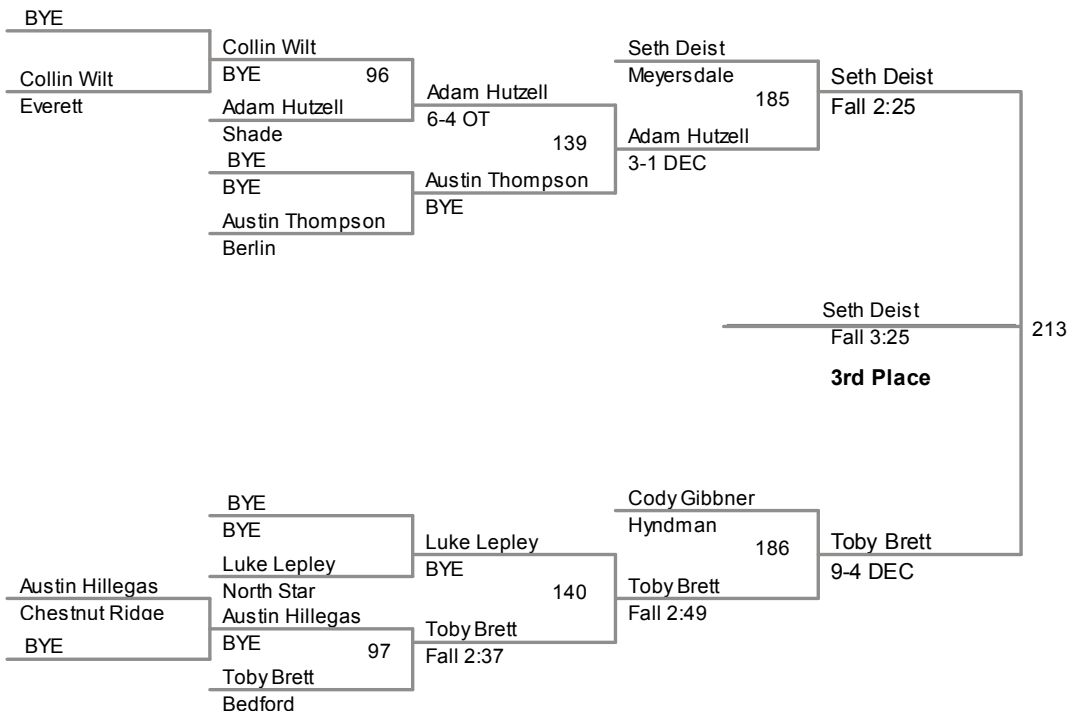 BYE
Collin Wilt
Everett
Collin Wilt
BYE
96
Adam Hutzell
Shade
BYE
BYE
Austin Thompson
Berlin
Adam Hutzell
6-4 OT
139
Austin Thompson
BYE
Seth Deist
Meyersdale
185
Adam Hutzell
3-1 DEC
Seth Deist
Fall 2:25
Seth Deist
Fall 3:25
213
3rd Place
BYE
BYE
Luke Lepley
North Star
Austin Hillegas
Chestnut Ridge
BYE
Austin Hillegas
BYE
97
Toby Brett
Bedford
Luke Lepley
BYE
140
Toby Brett
Fall 2:37
Cody Gibbner
Hyndman
186
Toby Brett
Fall 2:49
Toby Brett
9-4 DEC